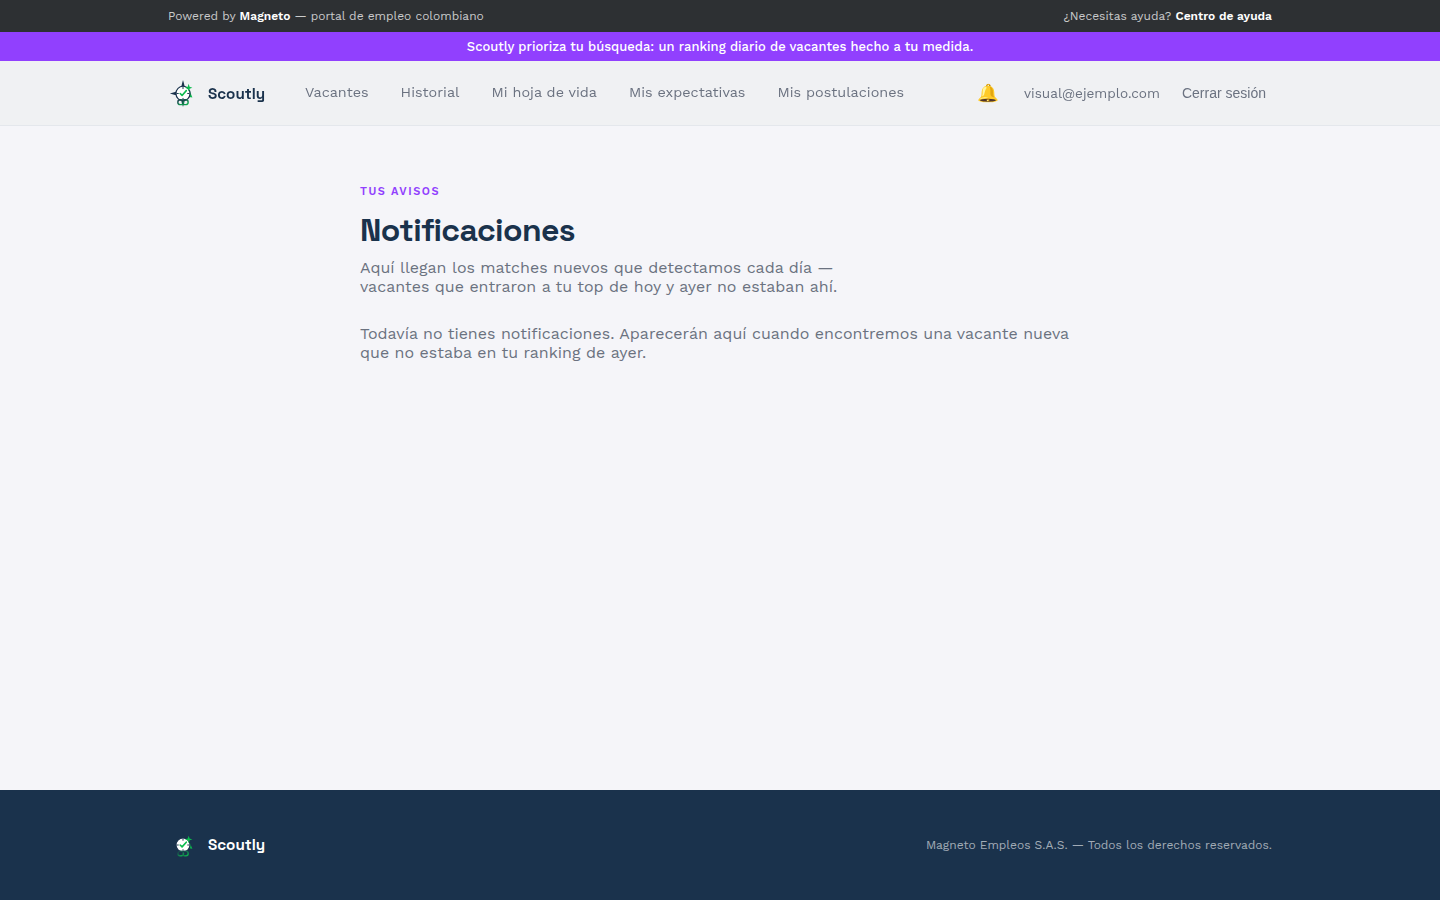 Powered by Magneto — portal de empleo colombiano
¿Necesitas ayuda? Centro de ayuda
Scoutly prioriza tu búsqueda: un ranking diario de vacantes hecho a tu medida.
Scoutly
Vacantes
Historial
Mi hoja de vida
Mis expectativas
Mis postulaciones
visual@ejemplo.com
Cerrar sesión
TUS AVISOS
Notificaciones
Aquí llegan los matches nuevos que detectamos cada día —
vacantes que entraron a tu top de hoy y ayer no estaban ahí.
Todavía no tienes notificaciones. Aparecerán aquí cuando encontremos una vacante nueva
que no estaba en tu ranking de ayer.
Scoutly
Magneto Empleos S.A.S. — Todos los derechos reservados.